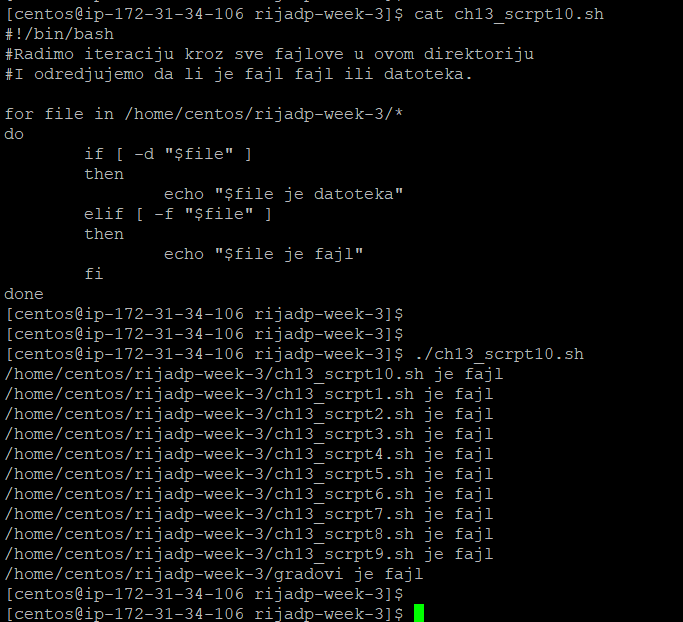 [centos@ip-172-31-34-106 rijadp-week-3]$ cat ch13_scrpt10.sh
#!/bin/bash
#Radimo iteraciju kroz sve fajlove u ovom direktoriju
#I odredjujemo da li je fajl fajl ili datoteka.
for file in /home/centos/rijadp-week-3/*
do
if [ -d "$file" ]
then
echo "$file je datoteka"
elif [ -f "$file" ]
then
echo "$file je fajl"
fi
done
[centos@ip-172-31-34-106 rijadp-week-3]$
[centos@ip-172-31-34-106 rijadp-week-3]$
[centos@ip-172-31-34-106 rijadp-week-3]$ ./ch13_scrpt10.sh
/home/centos/rijadp-week-3/ch13_scrpt10.sh je fajl
/home/centos/rijadp-week-3/ch13_scrpt1.sh je fajl
/home/centos/rijadp-week-3/ch13_scrpt2.sh je fajl
/home/centos/rijadp-week-3/ch13_scrpt3.sh je fajl
/home/centos/rijadp-week-3/ch13_scrpt4.sh je fajl
/home/centos/rijadp-week-3/ch13_scrpt5.sh je fajl
/home/centos/rijadp-week-3/ch13_scrpt6.sh je fajl
/home/centos/rijadp-week-3/ch13_scrpt7.sh je fajl
/home/centos/rijadp-week-3/ch13_scrpt8.sh je fajl
/home/centos/rijadp-week-3/ch13_scrpt9.sh je fajl
/home/centos/rijadp-week-3/gradovi je fajl
[centos@ip-172-31-34-106 rijadp-week-3]$
[centos@ip-172-31-34-106 rijadp-week-3]$